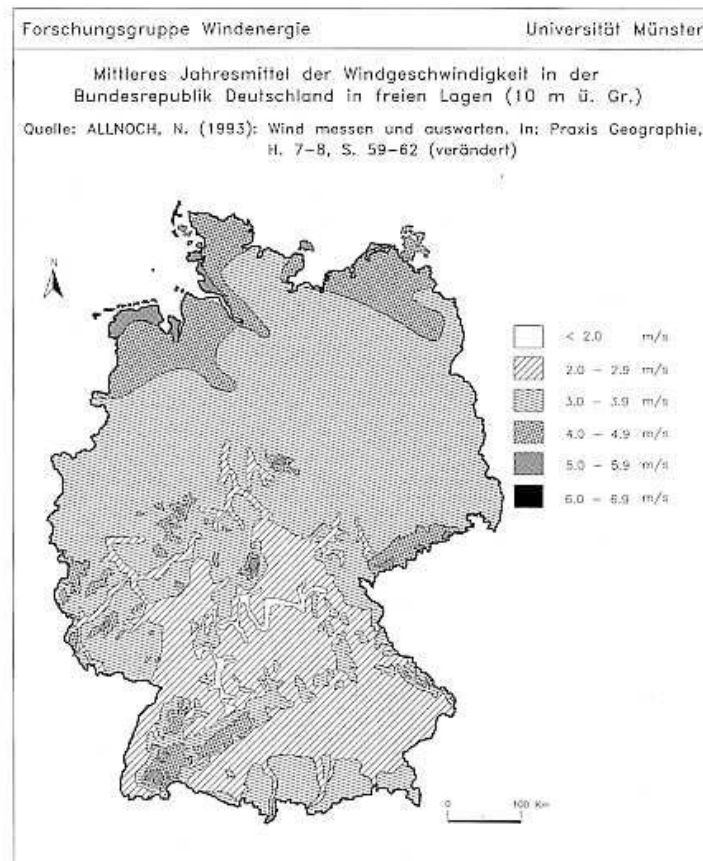 Forschungsgruppe Windenergie Universität Münster
Mittleres Jahresmittel der Windgeschwindigkeit in der
Bundesrepublik Deutschland in freien Lagen (10 m ü. Gr.)
Quelle: ALLNOCH, N. (1993): Wind messen und auswerten. In: Praxis Geographie,
H. 7-8, S. 59-62 (verändert)
N
< 2.0 m/s
2.0 - 2.9 m/s
3.0 - 3.9 m/s
4.0 - 4.9 m/s
5.0 - 5.9 m/s
6.0 - 6.9 m/s
0 100 Km